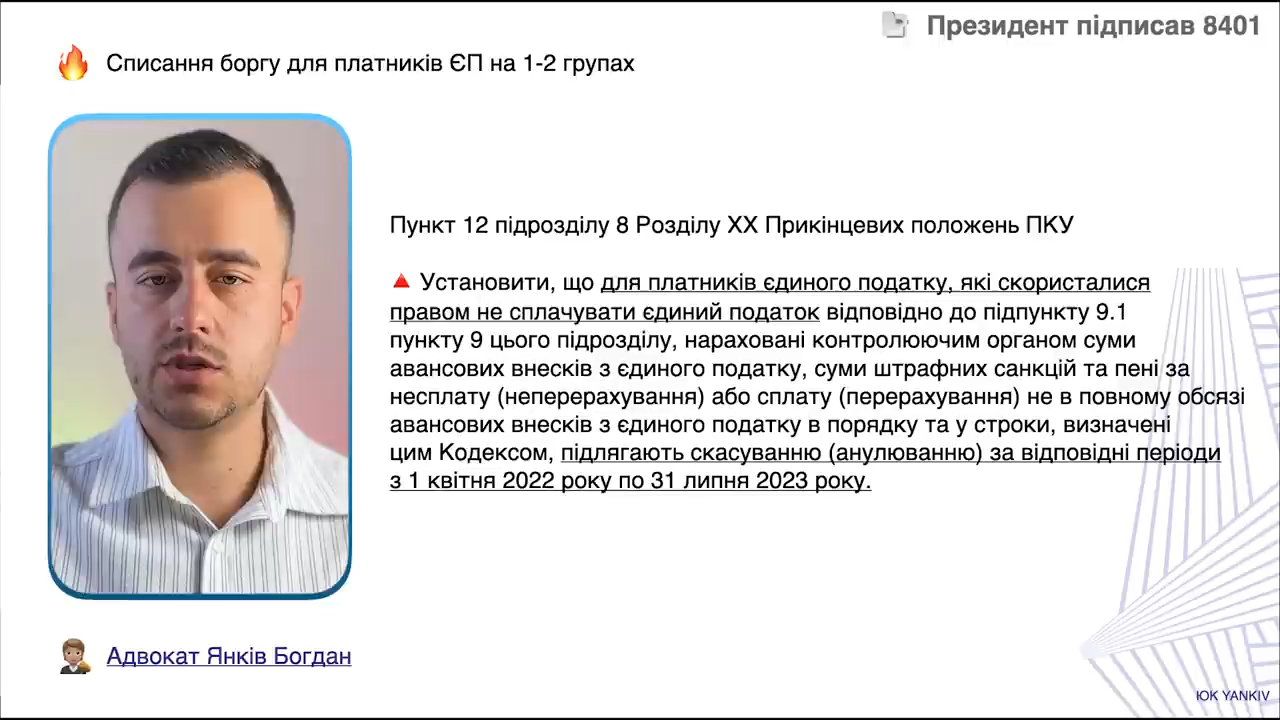 Президент підписав 8401
Списання боргу для платників ЄП на 1-2 групах
Пункт 12 підрозділу 8 Розділу XX Прикінцевих положень ПКУ
Установити, що для платників єдиного податку, які скористалися
правом не сплачувати єдиний податок відповідно до підпункту 9.1
пункту 9 цього підрозділу, нараховані контролюючим органом суми
авансових внесків з єдиного податку, суми штрафних санкцій та пені за
несплату (неперерахування) або сплату (перерахування) не в повному обсязі
авансових внесків з єдиного податку в порядку та у строки, визначені
цим Кодексом, підлягають скасуванню (анулюванню) за відповідні періоди
з 1 квітня 2022 року по 31 липня 2023 року.
Адвокат Янків Богдан
ЮК YANKIV